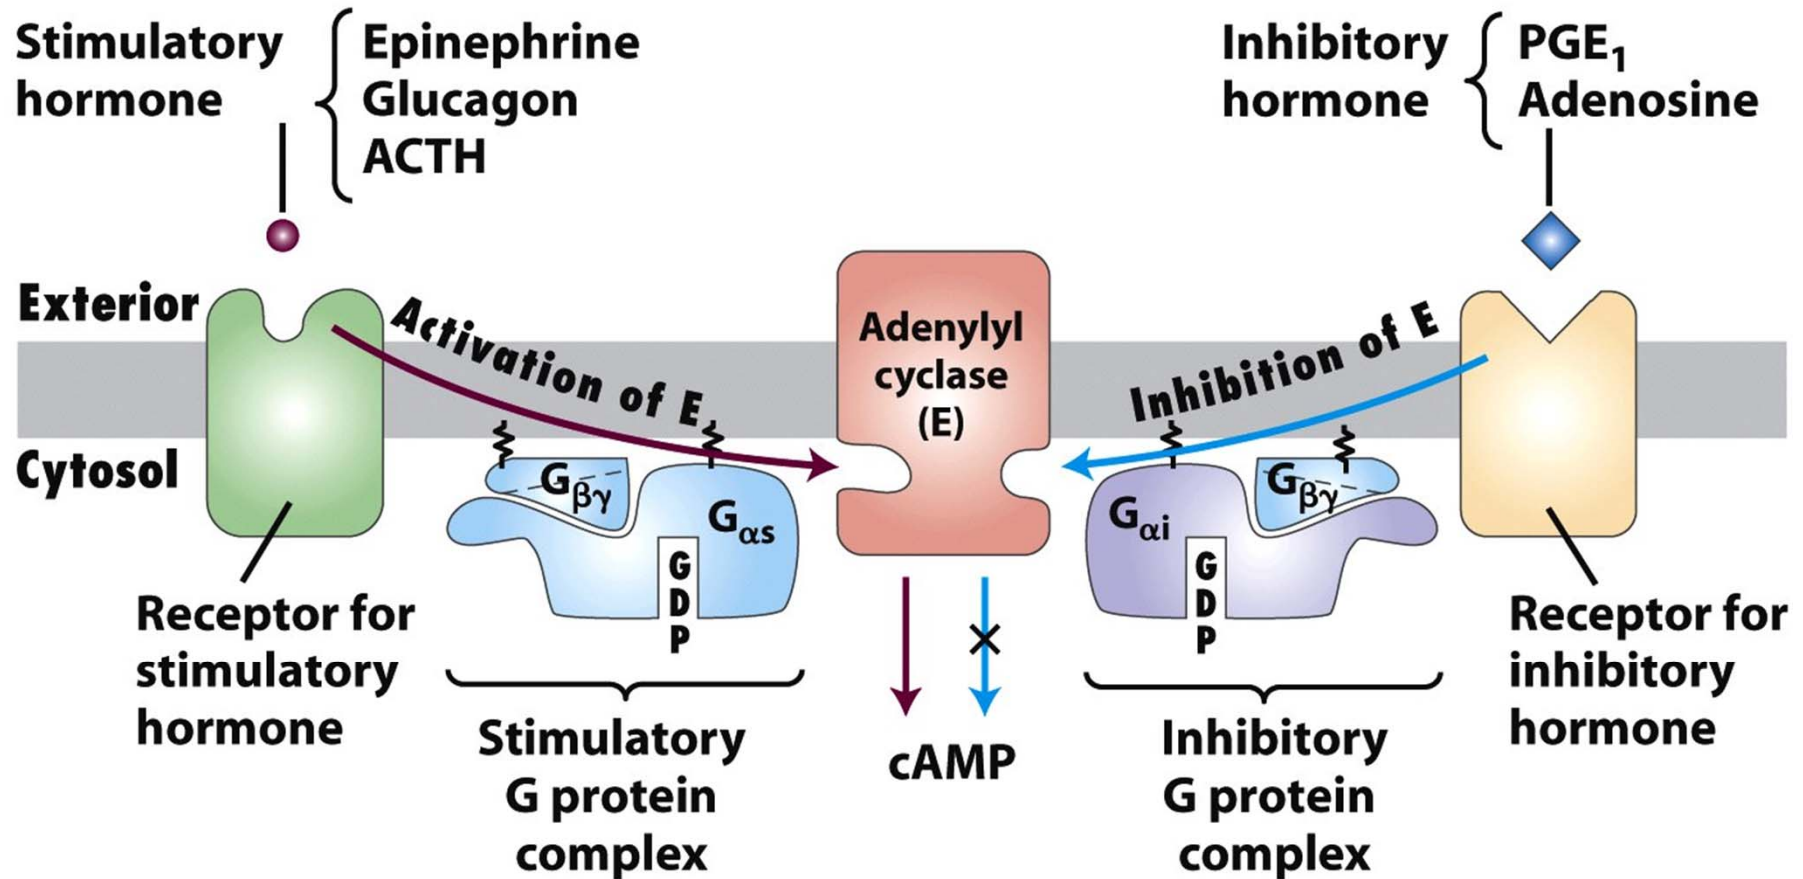 Stimulatory
hormone
Epinephrine
Glucagon
ACTH
Inhibitory
hormone
PGE₁
Adenosine
Exterior
Activation of E
Adenylyl
cyclase
(E)
Inhibition of E
Cytosol
Gβγ
Gαs
GDP
Gαi
Gβγ
GDP
Receptor for
stimulatory
hormone
Stimulatory
G protein
complex
cAMP
Inhibitory
G protein
complex
Receptor for
inhibitory
hormone